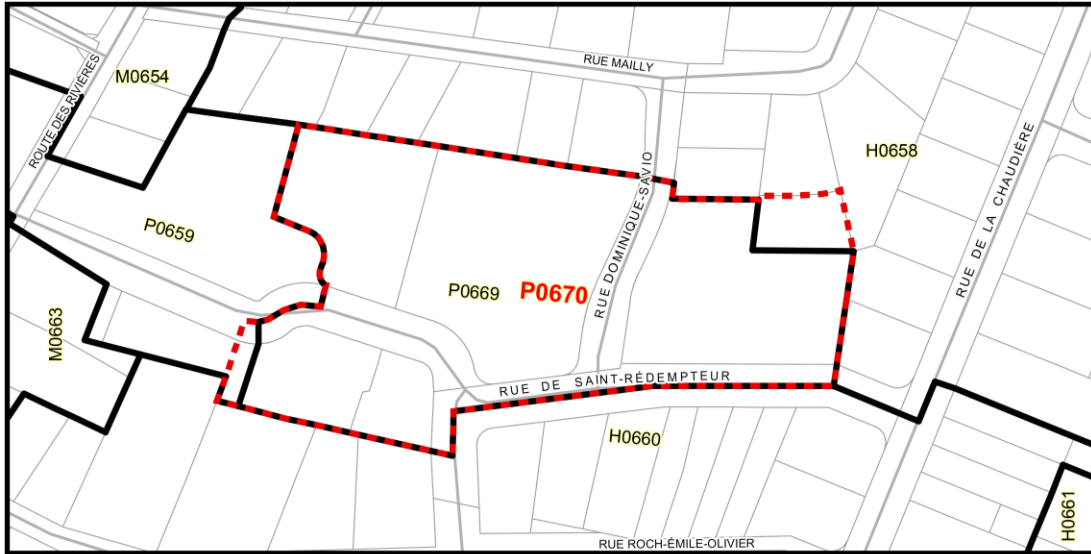 RUE MAILLY
M0654
ROUTE DES RIVIÈRES
H0658
RUE DE LA CHAUDIÈRE
RUE DOMINIQUE-SAVIO
P0659
P0669
P0670
M0663
RUE DE SAINT-RÉDEMPTEUR
H0660
H0661
RUE ROCH-ÉMILE-OLIVIER